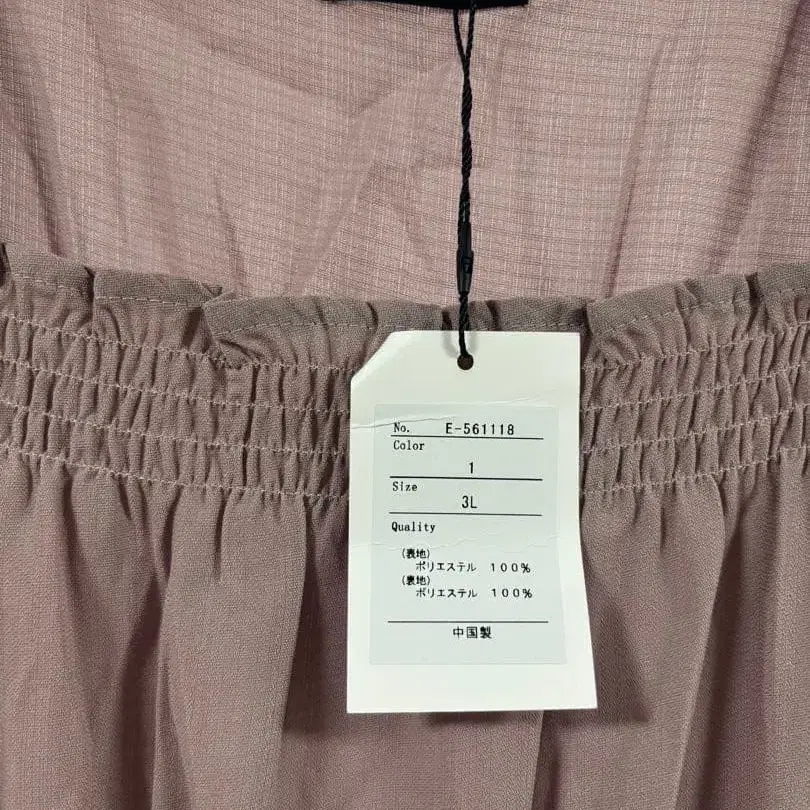 No. E-561118
Color
1
Size
3L
Quality
(表地)
ポリエステル 100%
(裏地)
ポリエステル 100%
中国製